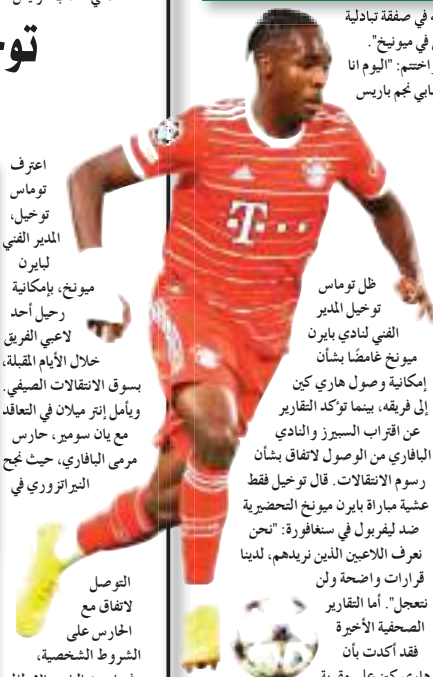 ه في صفقة تبادلية
ي في ميونيخ".
اختتم: "اليوم انا
نجم باريس
ظل توماس
توخيل المدير
الفني لنادي بايرن
ميونخ غامضًا بشأن
إمكانية وصول هاري كين
إلى فريقه، بينما تؤكد التقارير
عن اقتراب السبيرز والنادي
البافاري من الوصول لاتفاق بشأن
رسوم الانتقالات. قال توخيل فقط
عشية مباراة بايرن ميونخ التحضيرية
ضد ليفربول في سنغافورة: "نحن
نعرف اللاعبين الذين نريدهم، لدينا
قرارات واضحة ولن
نتعجل". أما التقارير
الصحفية الأخيرة
فقد أكدت بأن
توخ
اعترف
توماس
توخيل،
المدير الفني
لبايرن
ميونخ، بإمكانية
رحيل أحد
لاعبي الفريق
خلال الأيام المقبلة،
بسوق الانتقالات الصيفي.
ويأمل إنتر ميلان في التعاقد
مع يان سومير، حارس
مرمى البافاري، حيث نجح
النيراتزوري في
التوصل
لاتفاق مع
الحارس على
الشروط الشخصية،